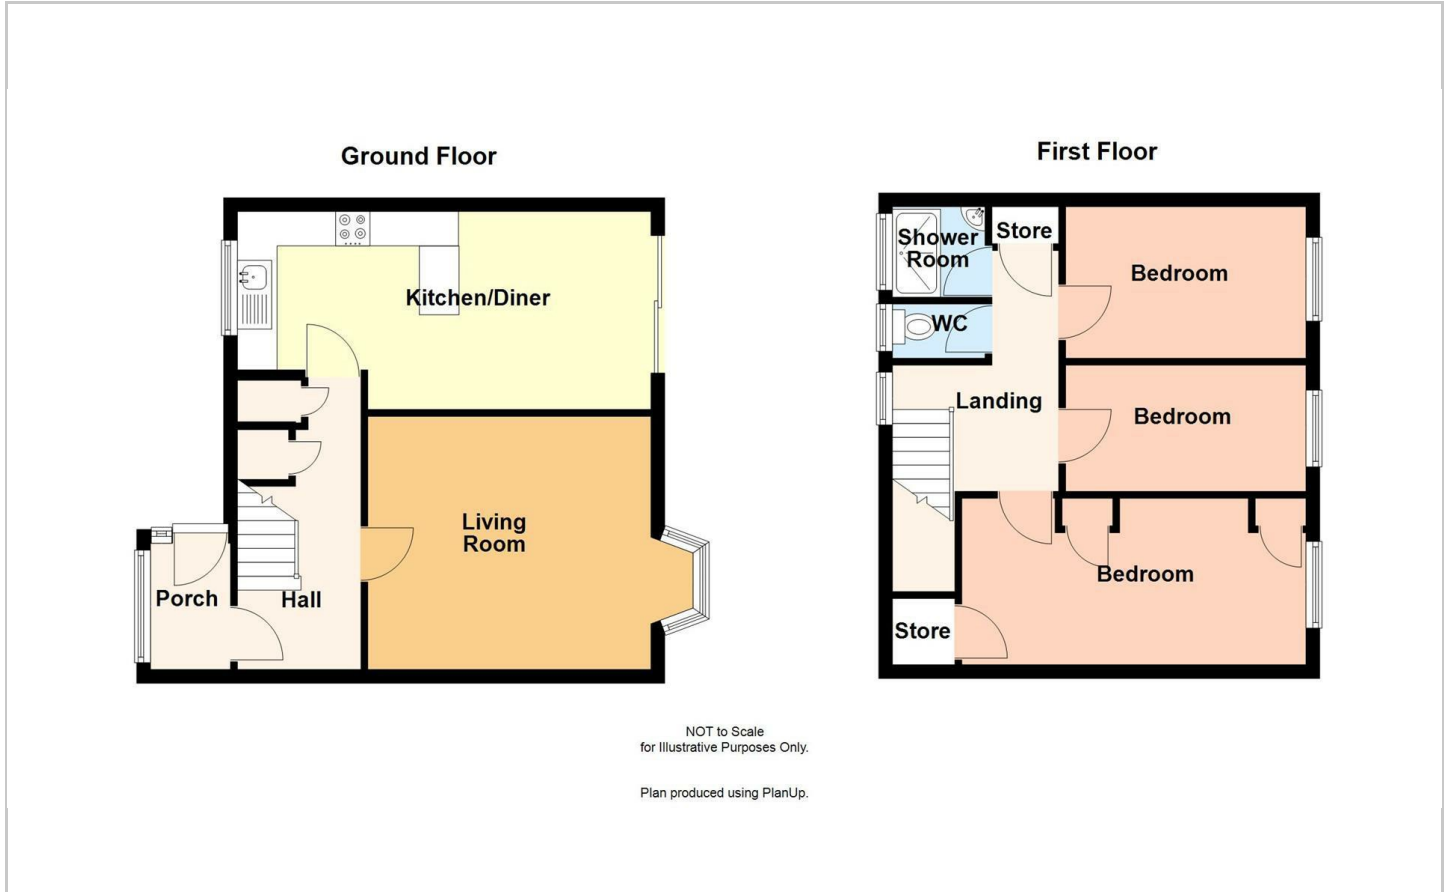 Ground Floor
Kitchen/Diner
Living
Room
Porch
Hall
First Floor
Shower
Room
Store
Bedroom
WC
Landing
Bedroom
Bedroom
Store
NOT to Scale
for Illustrative Purposes Only.
Plan produced using PlanUp.